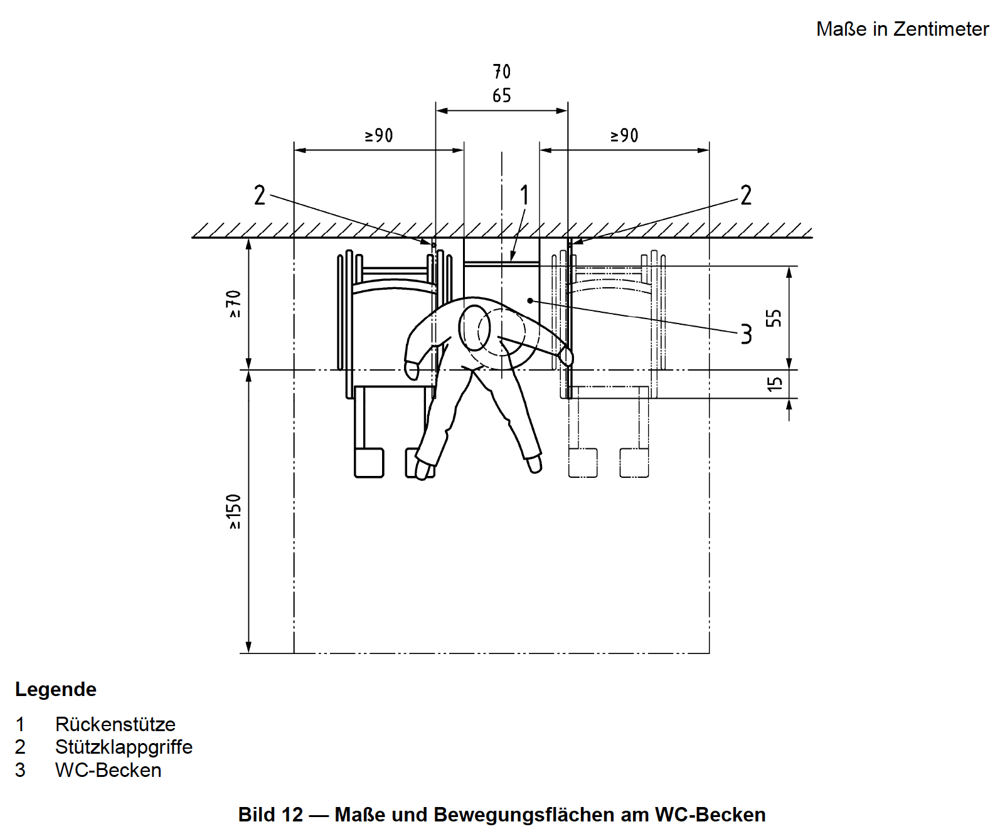 Maße in Zentimeter
70
65
≥90
≥90
2
1
2
≥70
55
3
15
≥150
Legende
1 Rückenstütze
2 Stützklappgriffe
3 WC-Becken
Bild 12 — Maße und Bewegungsflächen am WC-Becken